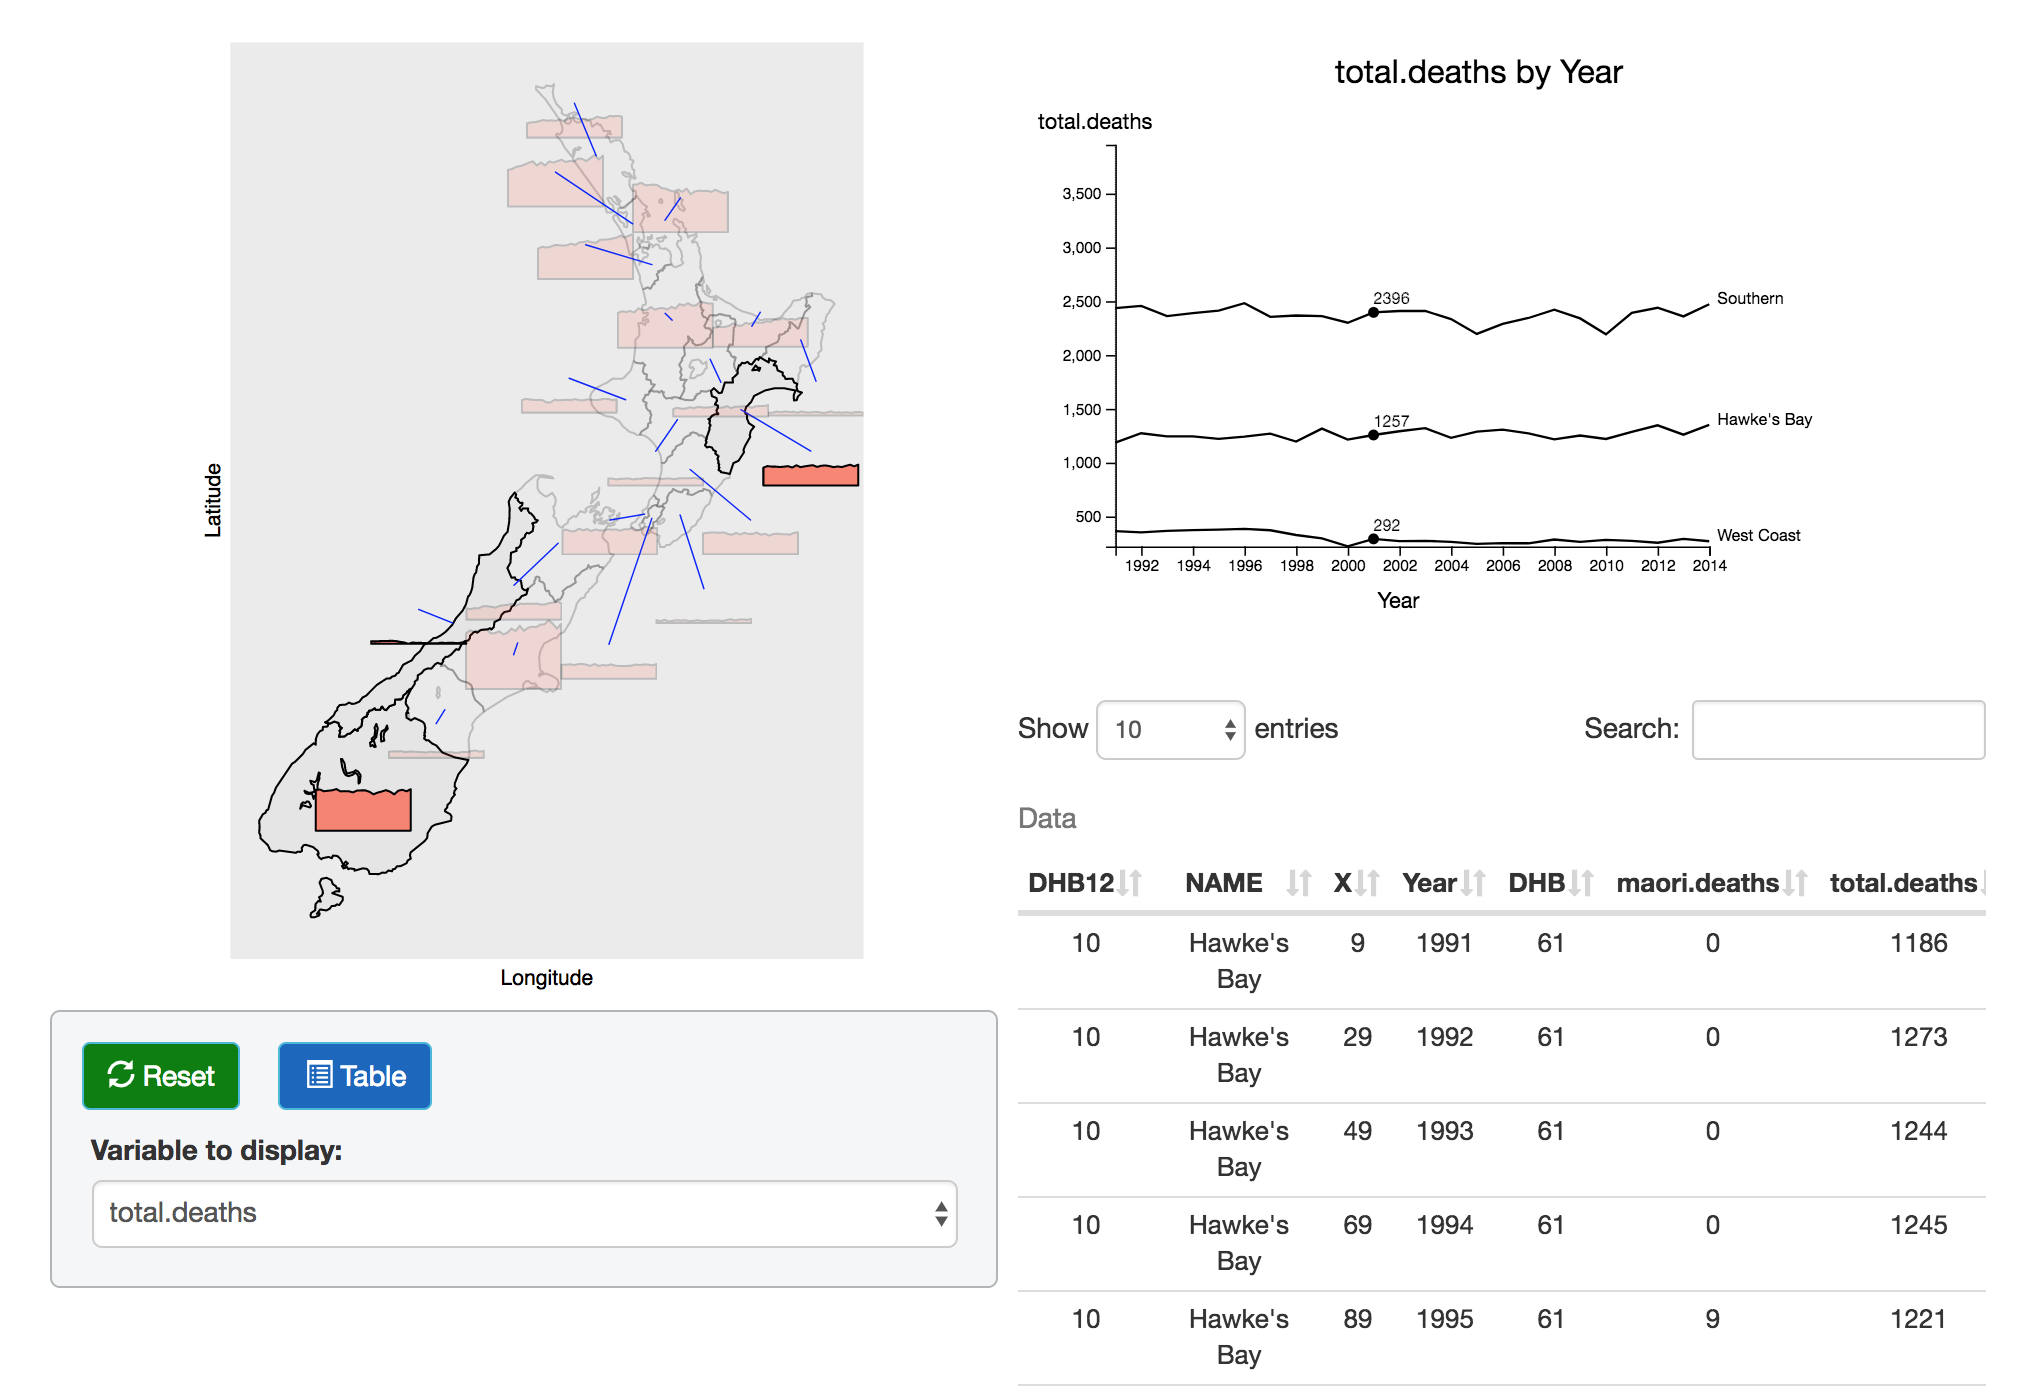 total.deaths by Year
total.deaths
3,500
3,000
2,500
2,000
1,500
1,000
500
2396
Southern
1257
Hawke's Bay
292
West Coast
1992 1994 1996 1998 2000 2002 2004 2006 2008 2010 2012 2014
Year
Latitude
Longitude
Reset
Table
Variable to display:
total.deaths
Show 10 entries
Search:
Data
DHB12 NAME X Year DHB maori.deaths total.deaths
10 Hawke's Bay 9 1991 61 0 1186
10 Hawke's Bay 29 1992 61 0 1273
10 Hawke's Bay 49 1993 61 0 1244
10 Hawke's Bay 69 1994 61 0 1245
10 Hawke's Bay 89 1995 61 9 1221